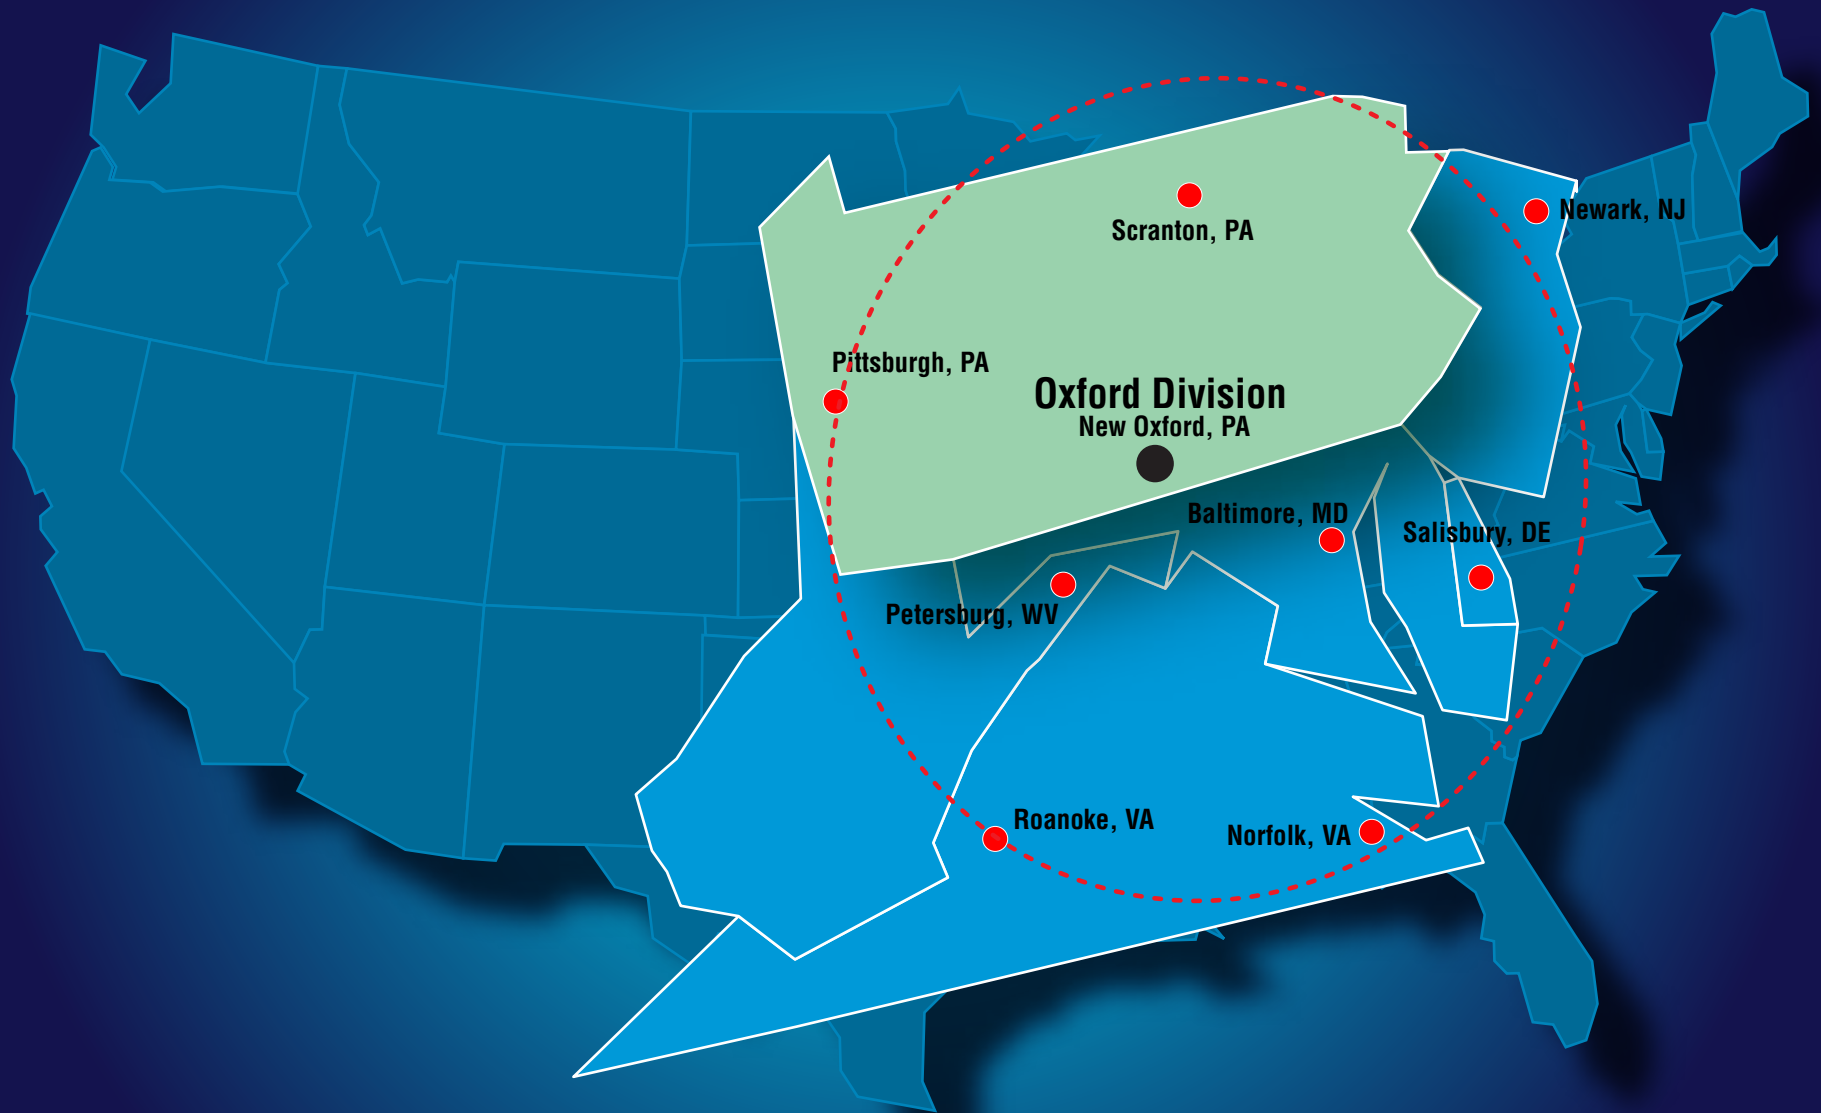 Newark, NJ
Scranton, PA
Pittsburgh, PA
Oxford Division
New Oxford, PA
Baltimore, MD
Salisbury, DE
Petersburg, WV
Roanoke, VA
Norfolk, VA